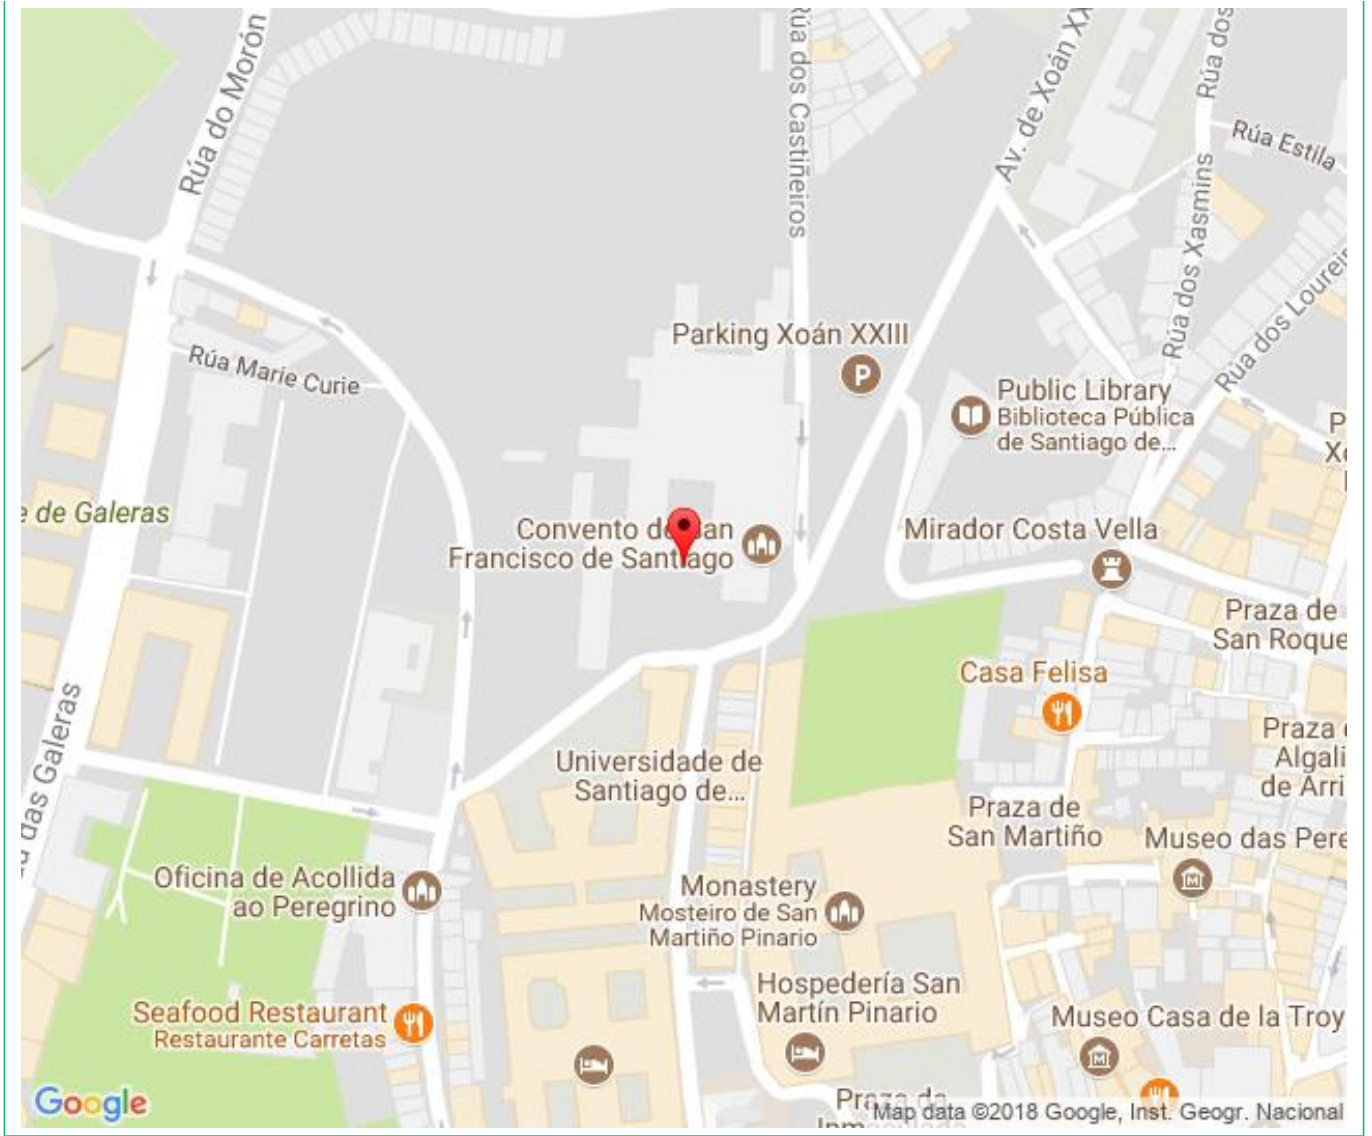 Rúa do Morón
Rúa dos Castiñeiros
Av. de Xoán XX
Rúa dos
Rúa Estila
Rúa dos Xasmins
Rúa dos Loureir
Rúa Marie Curie
Parking Xoán XXIII
P
Public Library
Biblioteca Pública
de Santiago de...
P
Xo
e de Galeras
Convento de San
Francisco de Santiago
Mirador Costa Vella
Praza de
San Roque
Casa Felisa
Praza
Algali
de Arri
a das Galeras
Universidade de
Santiago de...
Praza de
San Martiño
Museo das Pere
Oficina de Acollida
ao Peregrino
Monastery
Mosteiro de San
Martiño Pinario
Hospedería San
Martín Pinario
Seafood Restaurant
Restaurante Carretas
Museo Casa de la Troy
Google
Praza da
Map data ©2018 Google, Inst. Geogr. Nacional